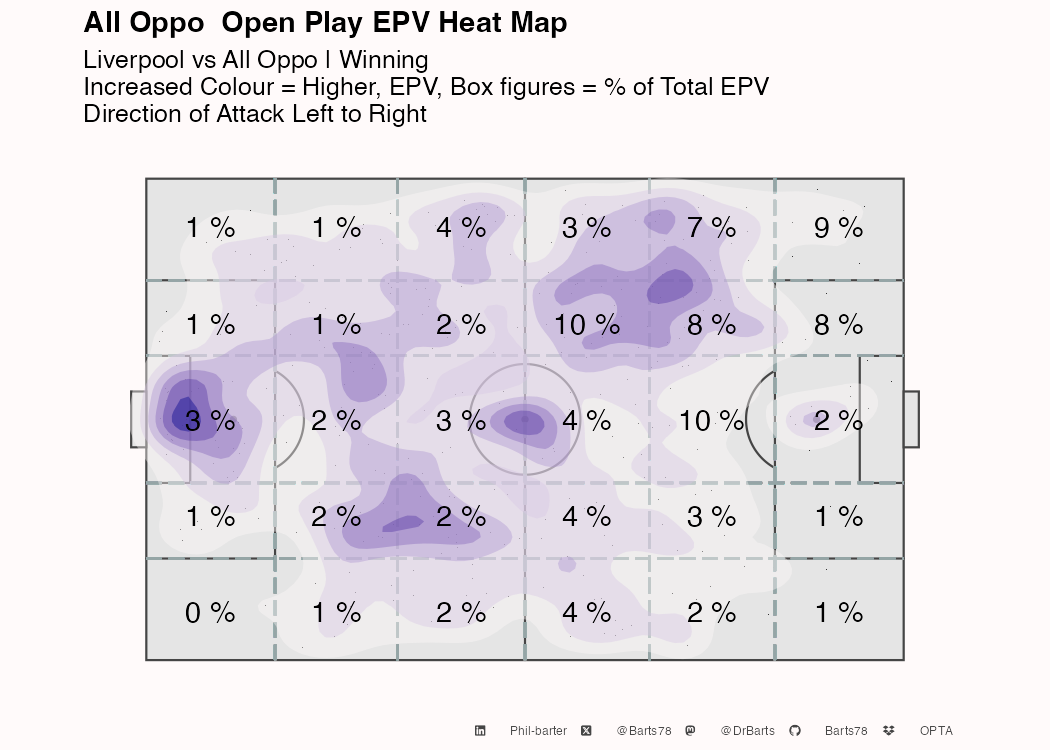 All Oppo  Open Play EPV Heat Map
Liverpool vs All Oppo | Winning
Increased Colour = Higher, EPV, Box figures = % of Total EPV
Direction of Attack Left to Right
1 % 1 % 4 % 3 % 7 % 9 %
1 % 1 % 2 % 10 % 8 % 8 %
3 % 2 % 3 % 4 % 10 % 2 %
1 % 2 % 2 % 4 % 3 % 1 %
0 % 1 % 2 % 4 % 2 % 1 %
Phil-barter @Barts78 @DrBarts Barts78 OPTA